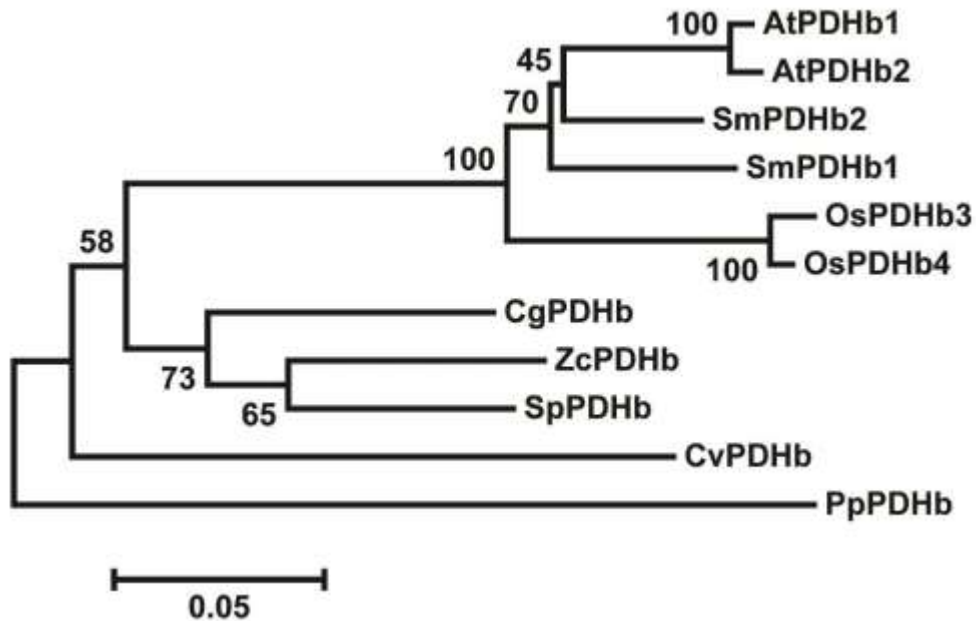 100 AtPDHb1
45 AtPDHb2
70 SmPDHb2
100 SmPDHb1
OsPDHb3
58 100 OsPDHb4
CgPDHb
73 ZcPDHb
65 SpPDHb
CvPDHb
PpPDHb
0.05